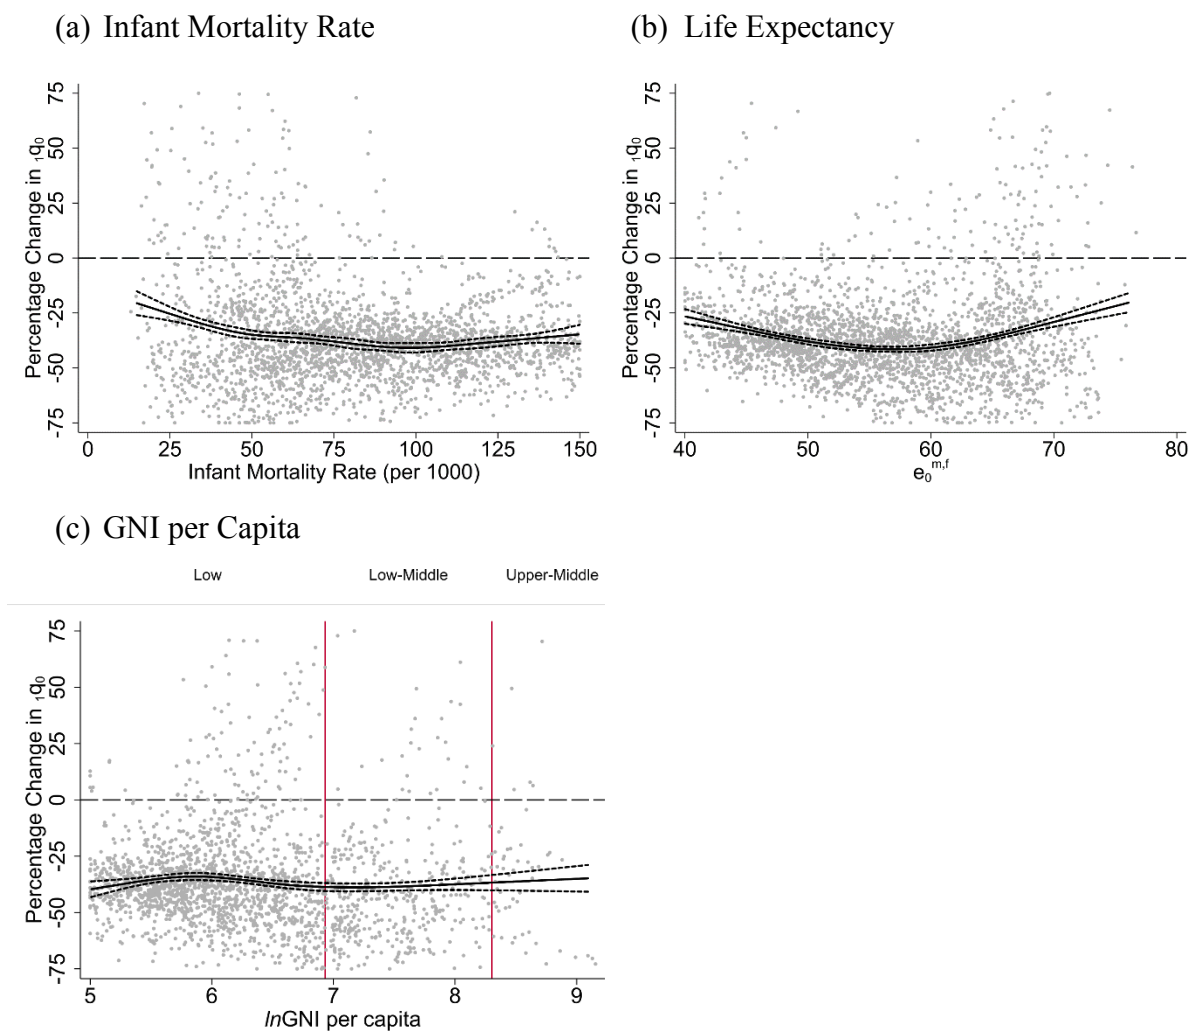 (a) Infant Mortality Rate
Percentage Change in ₁q₀
75
50
25
0
-25
-50
-75
0 25 50 75 100 125 150
Infant Mortality Rate (per 1000)
(b) Life Expectancy
Percentage Change in ₁q₀
75
50
25
0
-25
-50
-75
40 50 60 70 80
e₀ᵐ,ᶠ
(c) GNI per Capita
Low Low-Middle Upper-Middle
Percentage Change in ₁q₀
75
50
25
0
-25
-50
-75
5 6 7 8 9
lnGNI per capita